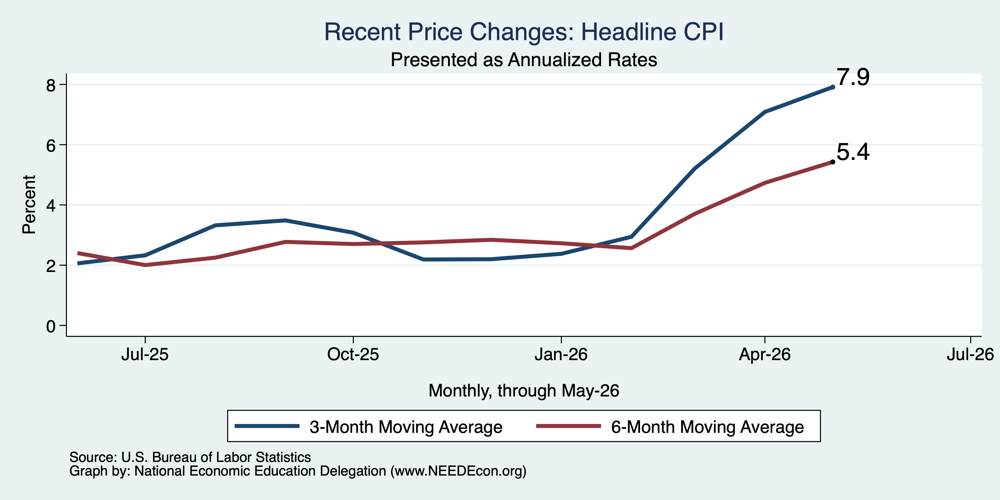 Recent Price Changes: Headline CPI
Presented as Annualized Rates
Percent
8
6
4
2
0
7.9
5.4
Jul-25 Oct-25 Jan-26 Apr-26 Jul-26
Monthly, through May-26
3-Month Moving Average 6-Month Moving Average
Source: U.S. Bureau of Labor Statistics
Graph by: National Economic Education Delegation (www.NEEDEcon.org)